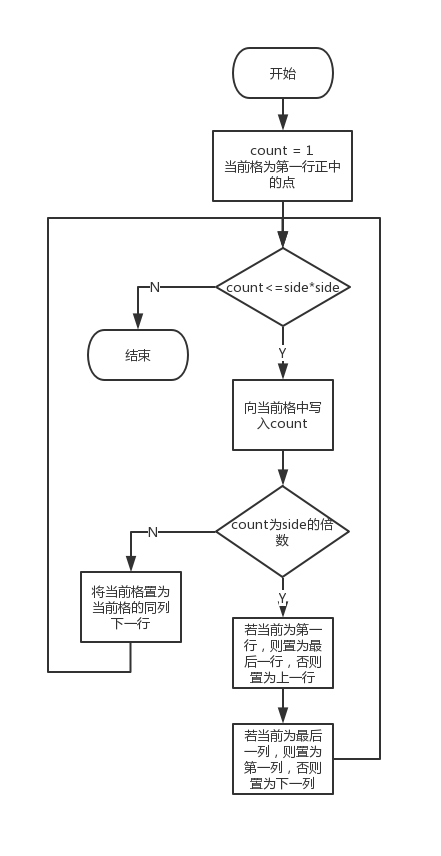 开始
count = 1
当前格为第一行正中
的点
count<=side*side
N
结束
Y
向当前格中写
入count
count为side的倍
数
N
将当前格置为
当前格的同列
下一行
Y
若当前为第一
行，则置为最
后一行，否则
置为上一行
若当前为最后
一列，则置为
第一列，否则
置为下一列